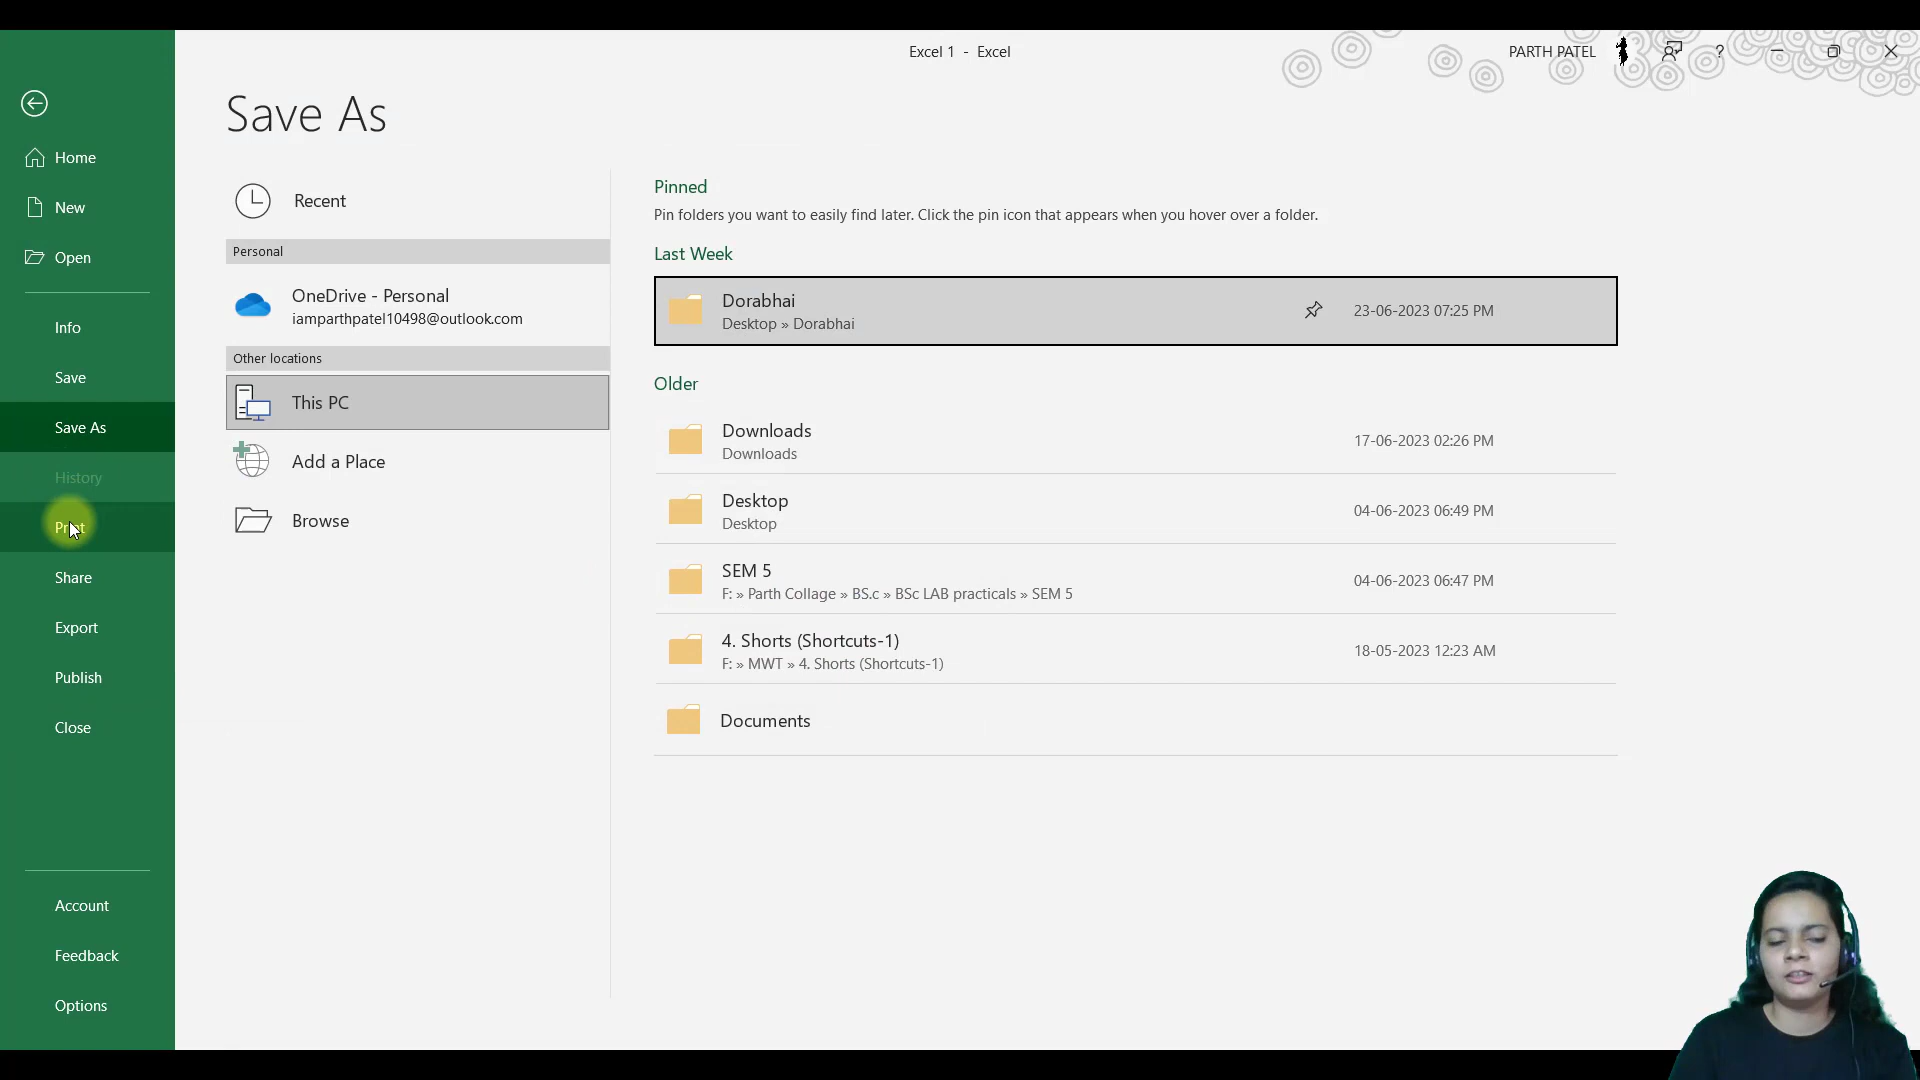 Excel 1 - Excel
PARTH PATEL
?
Save As
Home
New
Open
Info
Save
Save As
History
Print
Share
Export
Publish
Close
Account
Feedback
Options
Recent
Personal
OneDrive - Personal
iamparthpatel10498@outlook.com
Other locations
This PC
Add a Place
Browse
Pinned
Pin folders you want to easily find later. Click the pin icon that appears when you hover over a folder.
Last Week
Dorabhai
Desktop » Dorabhai
23-06-2023 07:25 PM
Older
Downloads
Downloads
17-06-2023 02:26 PM
Desktop
Desktop
04-06-2023 06:49 PM
SEM 5
F: » Parth Collage » BS.c » BSc LAB practicals » SEM 5
04-06-2023 06:47 PM
4. Shorts (Shortcuts-1)
F: » MWT » 4. Shorts (Shortcuts-1)
18-05-2023 12:23 AM
Documents